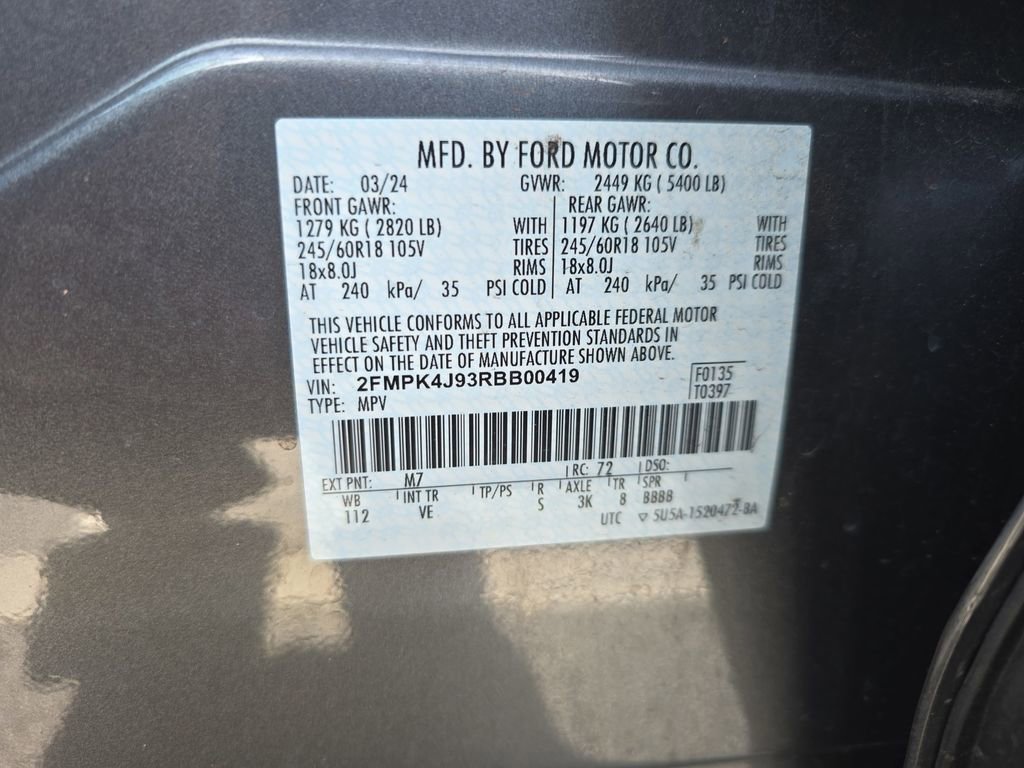 MFD. BY FORD MOTOR CO.
DATE: 03/24 GVWR: 2449 KG ( 5400 LB)
FRONT GAWR: REAR GAWR:
1279 KG ( 2820 LB) WITH 1197 KG ( 2640 LB) WITH
245/60R18 105V TIRES 245/60R18 105V TIRES
18x8.0J RIMS 18x8.0J RIMS
AT 240 kPa/ 35 PSI COLD AT 240 kPa/ 35 PSI COLD
THIS VEHICLE CONFORMS TO ALL APPLICABLE FEDERAL MOTOR
VEHICLE SAFETY AND THEFT PREVENTION STANDARDS IN
EFFECT ON THE DATE OF MANUFACTURE SHOWN ABOVE.
VIN: 2FMPK4J93RBB00419 F0135
TYPE: MPV T0397
EXT PNT: M7 RC: 72 DSO:
WB INT TR TP/PS R AXLE TR SPR
112 VE S 3K 8 BBBB
UTC ▽ 5U5A-1520472-BA